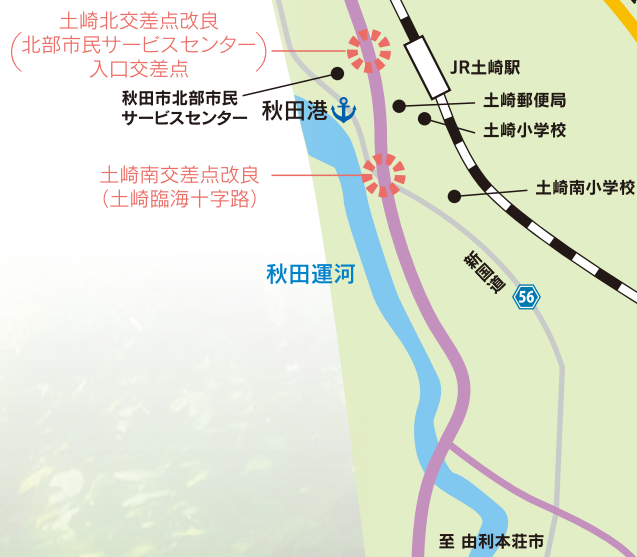 土崎北交差点改良
(北部市民サービスセンター)
入口交差点
JR土崎駅
秋田市北部市民
サービスセンター
秋田港
土崎郵便局
土崎小学校
土崎南交差点改良
(土崎臨海十字路)
土崎南小学校
秋田運河
新国道
56
至 由利本荘市